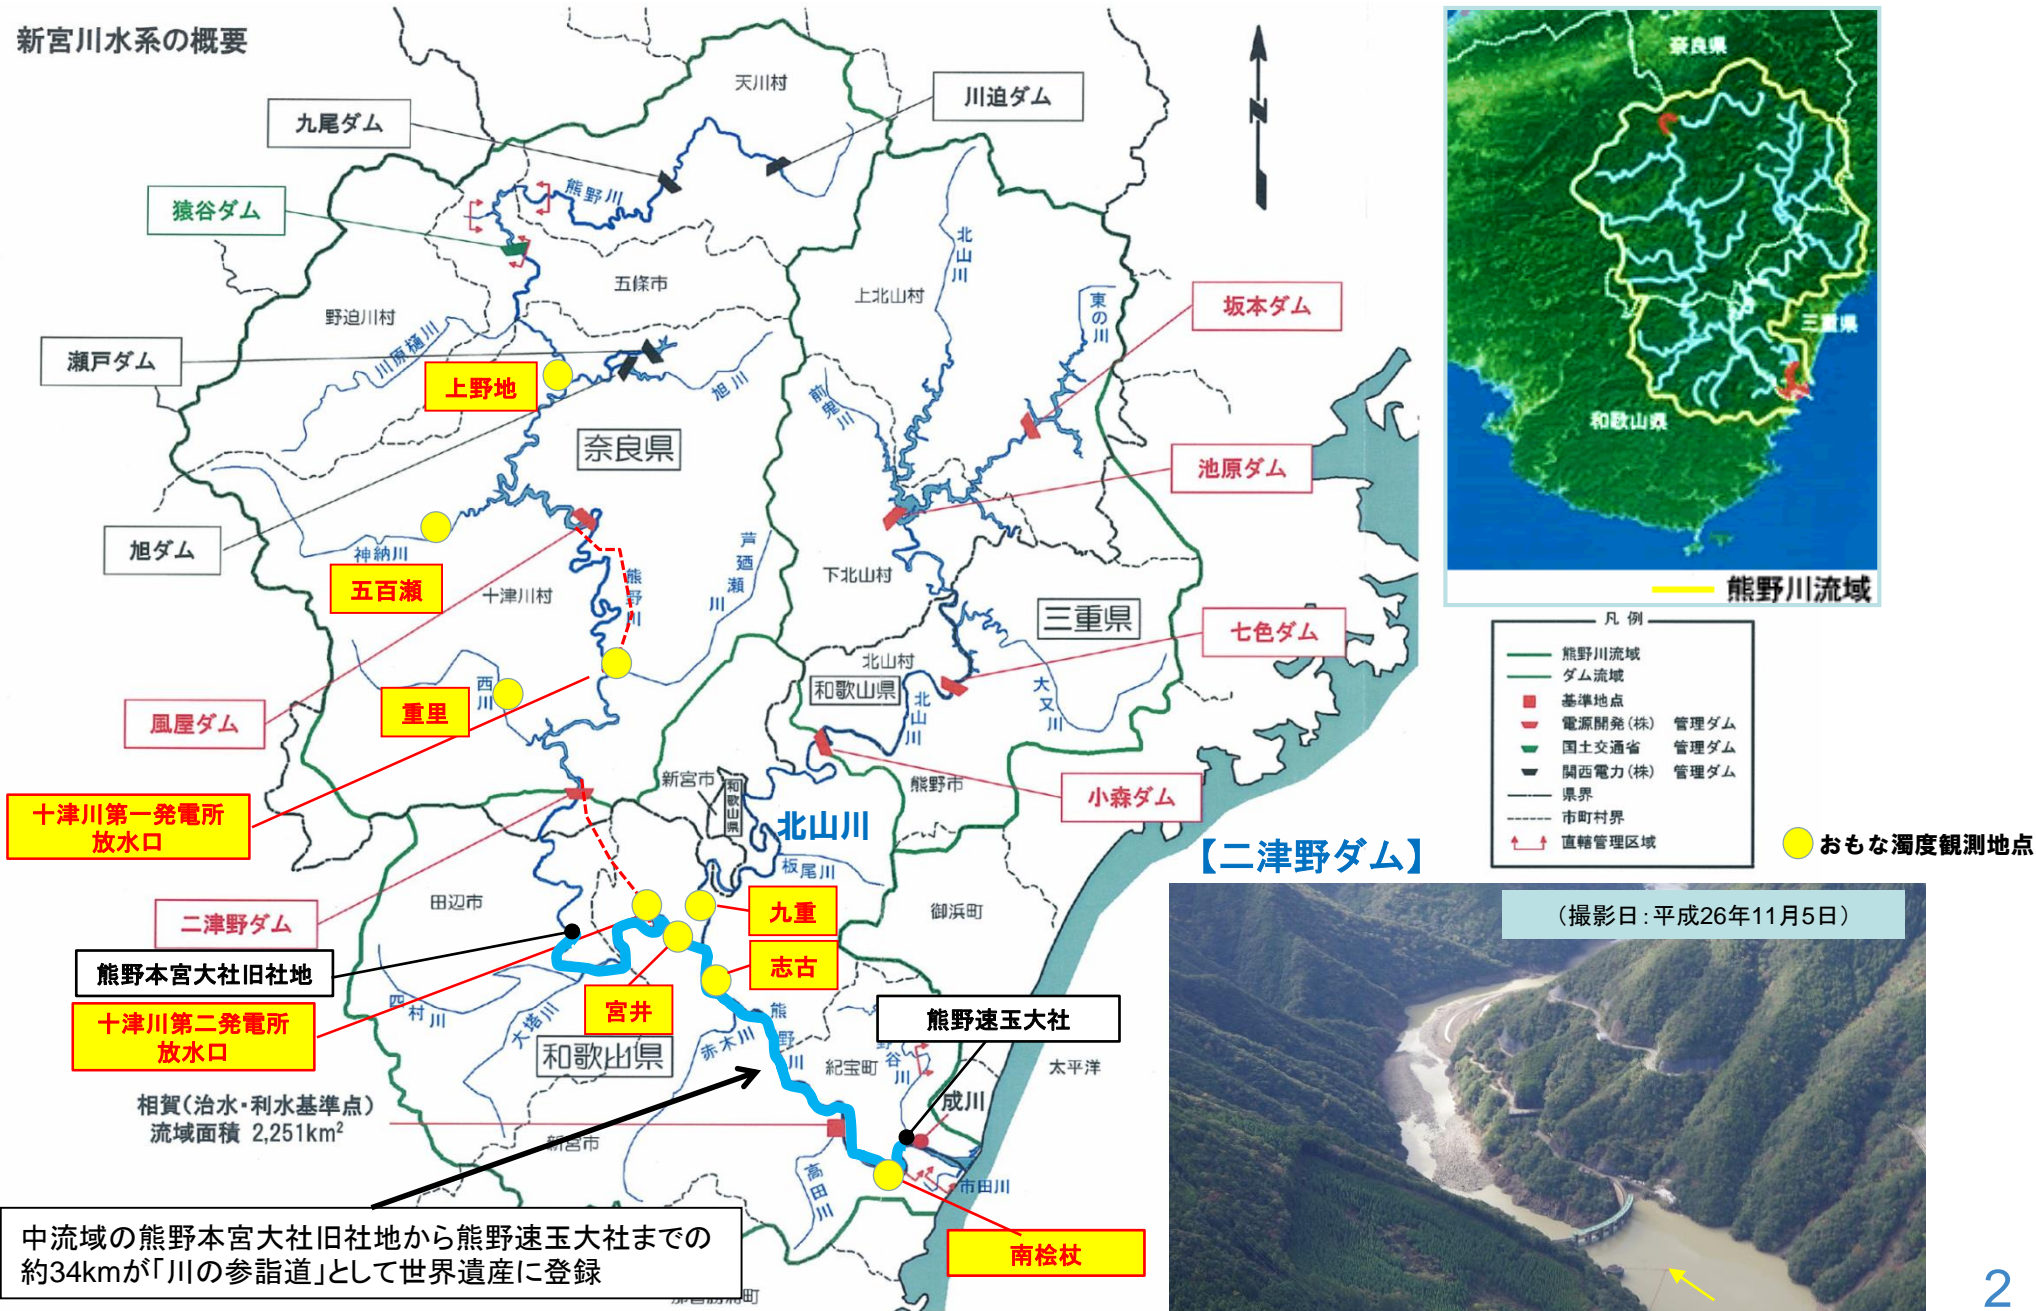 新宮川水系の概要
天川村
川迫ダム
九尾ダム
熊野川
猿谷ダム
五條市
野迫川村
川原樋川
瀬戸ダム
上野地
旭川
奈良県
旭ダム
神納川
五百瀬
十津川村
熊野川
芦廼瀬川
西川
重里
風屋ダム
十津川第一発電所
放水口
北山川
上北山村
東の川
坂本ダム
前鬼川
池原ダム
下北山村
三重県
七色ダム
北山村
和歌山県
北山川
大又川
新宮市
和歌山県
熊野市
小森ダム
北山川
板尾川
二津野ダム
田辺市
九重
御浜町
熊野本宮大社旧社地
志古
四村川
大塔川
宮井
十津川第二発電所
放水口
和歌山県
赤木川
熊野川
熊野速玉大社
紀宝町
太平洋
成川
相賀(治水・利水基準点)
流域面積 2,251km²
新宮市
高田川
市田川
南桧杖
中流域の熊野本宮大社旧社地から熊野速玉大社までの
約34kmが「川の参詣道」として世界遺産に登録
奈良県
三重県
和歌山県
熊野川流域
凡 例
熊野川流域
ダム流域
基準地点
電源開発(株) 管理ダム
国土交通省 管理ダム
関西電力(株) 管理ダム
県界
市町村界
直轄管理区域
おもな濁度観測地点
【二津野ダム】
(撮影日:平成26年11月5日)
2